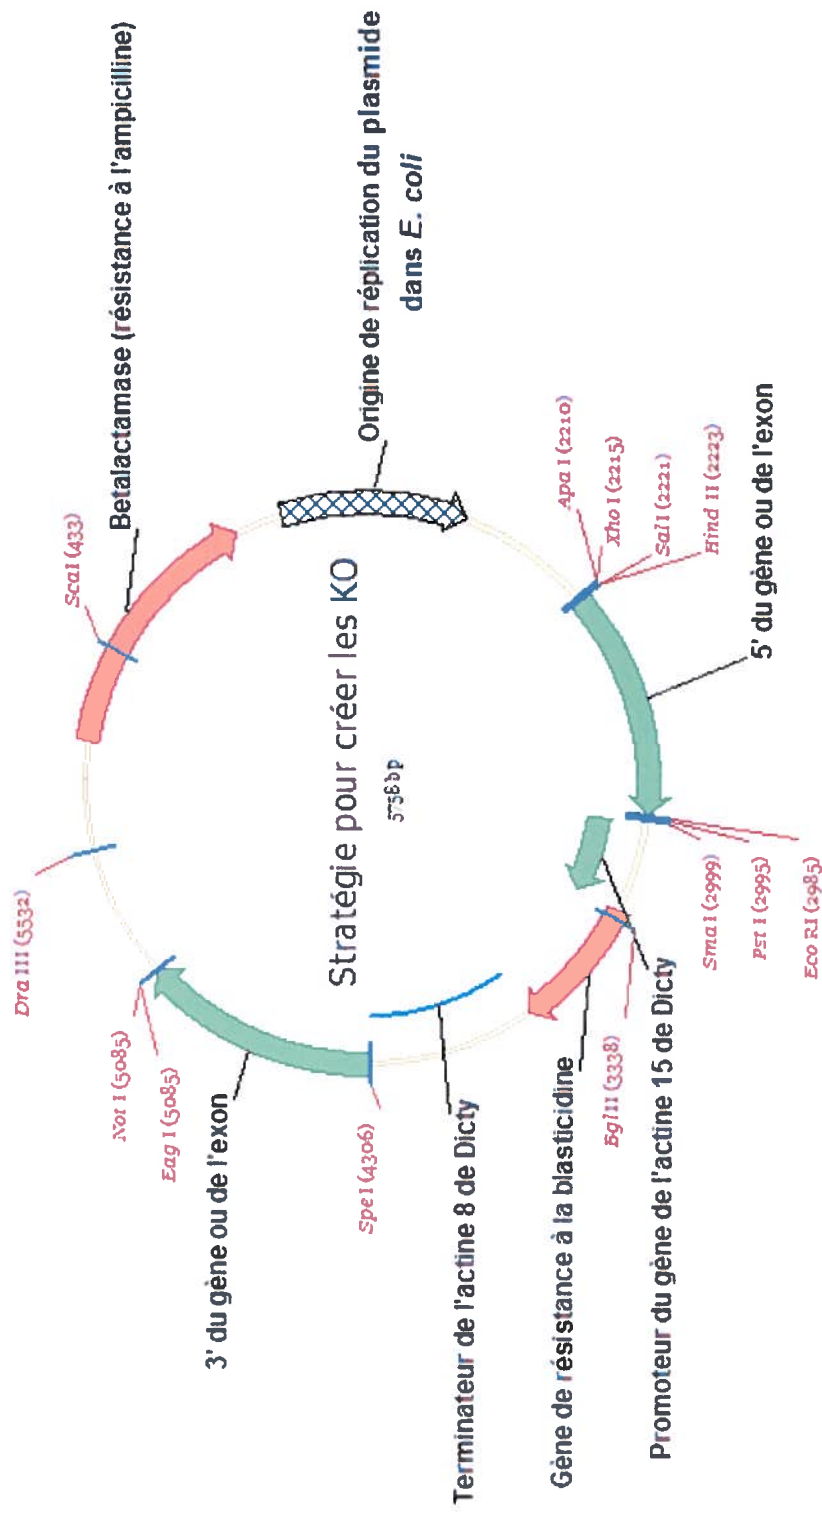 Dra III (5532)
Sca I (433)
Betalactamase (résistance à l'ampicilline)
Not I (5085)
Eag I (5085)
3' du gène ou de l'exon
Stratégie pour créer les KO
5758 bp
Origine de réplication du plasmide
dans E. coli
Spe I (4306)
Terminateur de l'actine 8 de Dicty
Apa I (2210)
Xho I (2215)
Sal I (2221)
Hind II (2223)
5' du gène ou de l'exon
Gène de résistance à la blasticidine
Bgl II (3338)
Promoteur du gène de l'actine 15 de Dicty
Sma I (2999)
Pst I (2995)
Eco RI (2985)